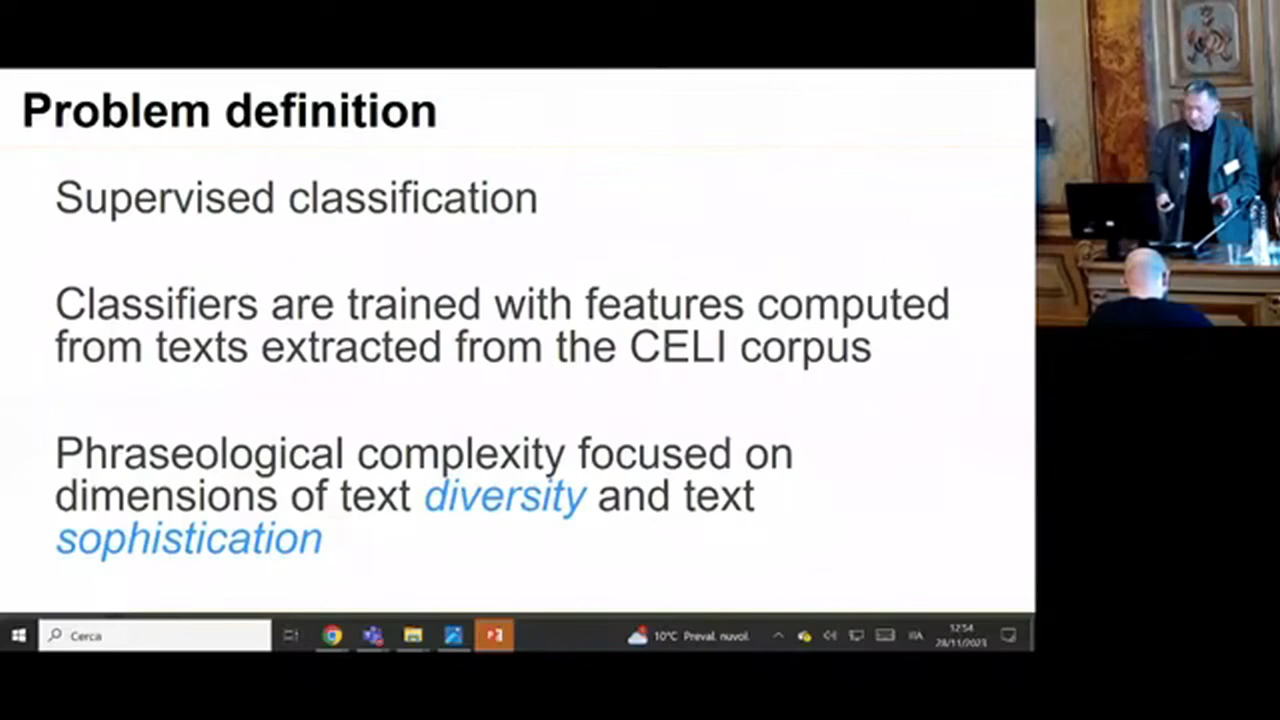 Problem definition
Supervised classification
Classifiers are trained with features computed
from texts extracted from the CELI corpus
Phraseological complexity focused on
dimensions of text diversity and text
sophistication
Cerca
10°C Preval. nuvol.
12:54
28/11/2023